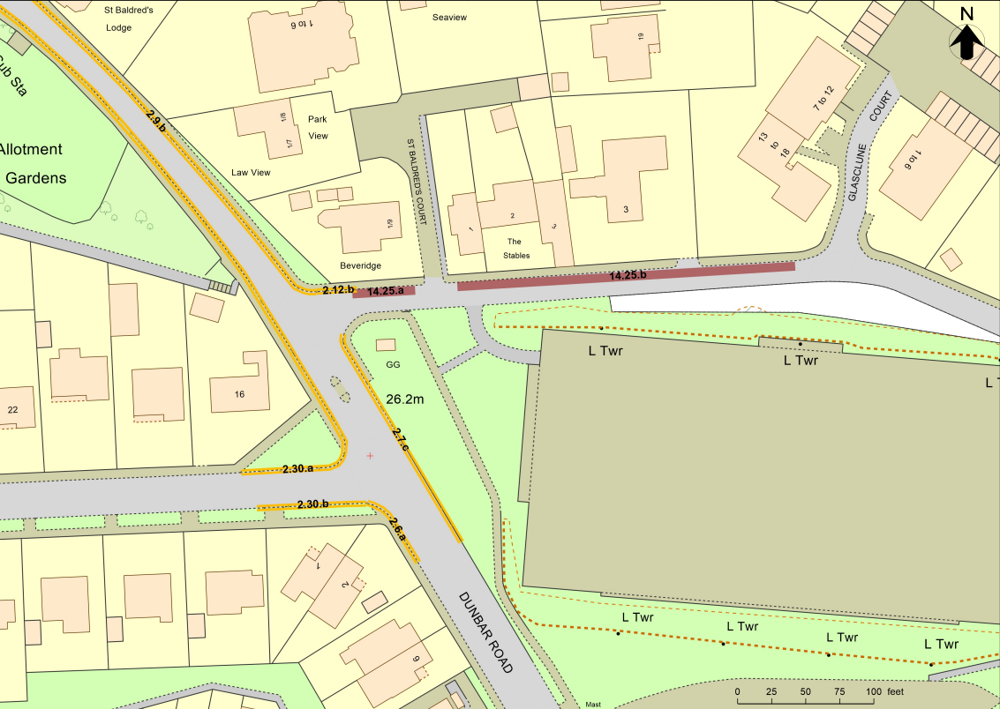 St Baldred's
Lodge
1 to 6
Seaview
19
N
ub Sta
2.9.b
Allotment
Gardens
1/8
1/7
Park
View
Law View
ST BALDRED'S COURT
7 to 12
13
to
18
COURT
GLASCLUNE
1 to 6
1/9
Beveridge
1
2
3
The
Stables
3
2.12.b
14.25.a
14.25.b
GG
26.2m
L Twr
L Twr
L
22
16
2.7.c
2.30.a
2.30.b
2.6.a
1
2
9
DUNBAR ROAD
L Twr
L Twr
L Twr
L Twr
Mast
0 25 50 75 100 feet